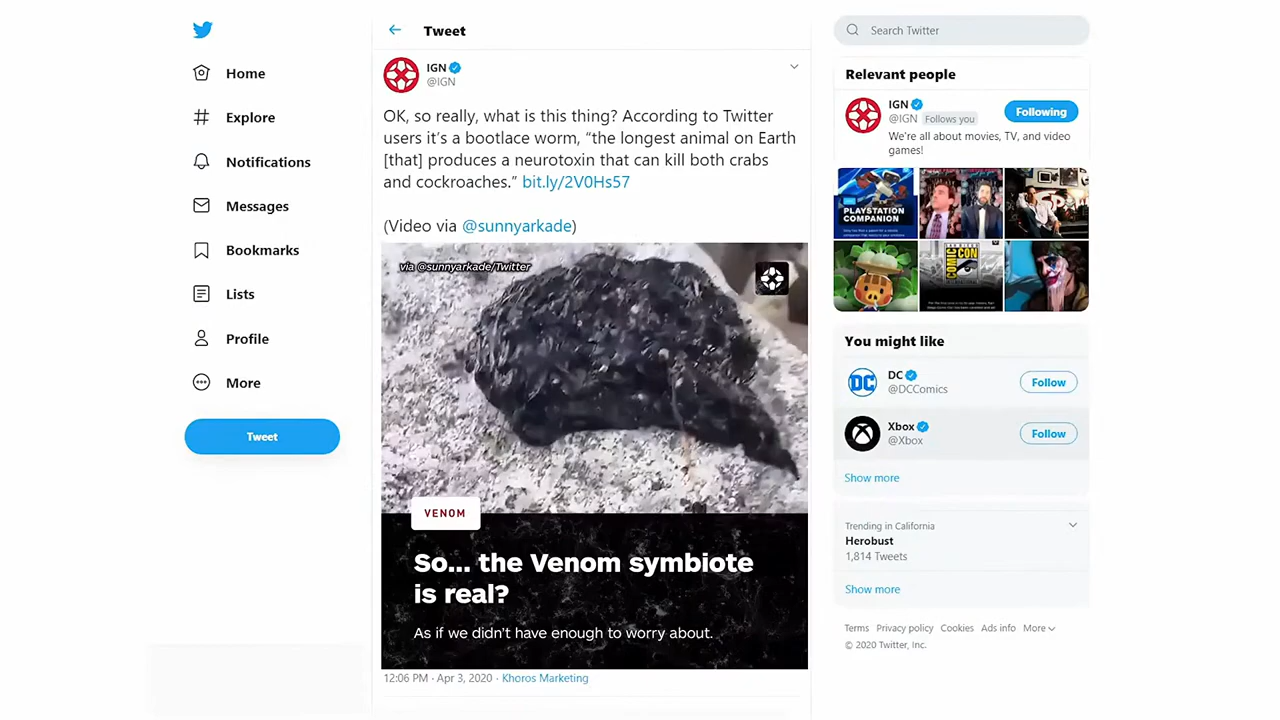 Tweet
Search Twitter
Home
Explore
Notifications
Messages
Bookmarks
Lists
Profile
More
Tweet
IGN
@IGN
OK, so really, what is this thing? According to Twitter
users it's a bootlace worm, “the longest animal on Earth
[that] produces a neurotoxin that can kill both crabs
and cockroaches.” bit.ly/2V0Hs57
(Video via @sunnyarkade)
via @sunnyarkade/Twitter
VENOM
So... the Venom symbiote
is real?
As if we didn't have enough to worry about.
12:06 PM · Apr 3, 2020 · Khoros Marketing
Relevant people
IGN
@IGN Follows you
Following
We're all about movies, TV, and video
games!
PLAYSTATION
COMPANION
COMIC
CON
You might like
DC
DC
@DCComics
Follow
Xbox
@Xbox
Follow
Show more
Trending in California
Herobust
1,814 Tweets
Show more
Terms Privacy policy Cookies Ads info More
© 2020 Twitter, Inc.